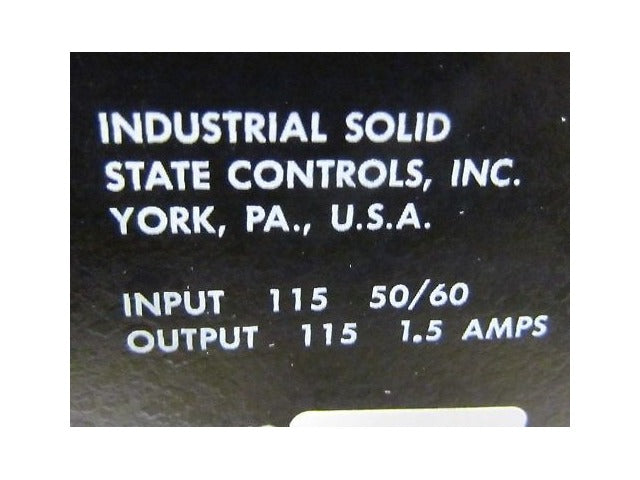 INDUSTRIAL SOLID
STATE CONTROLS, INC.
YORK, PA., U.S.A.
INPUT 115 50/60
OUTPUT 115 1.5 AMPS